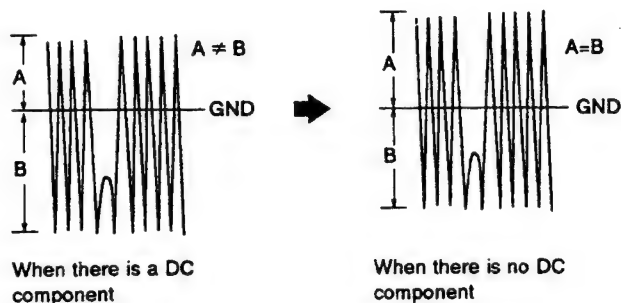 A
B
A ≠ B
GND
When there is a DC
component
A
B
A=B
GND
When there is no DC
component